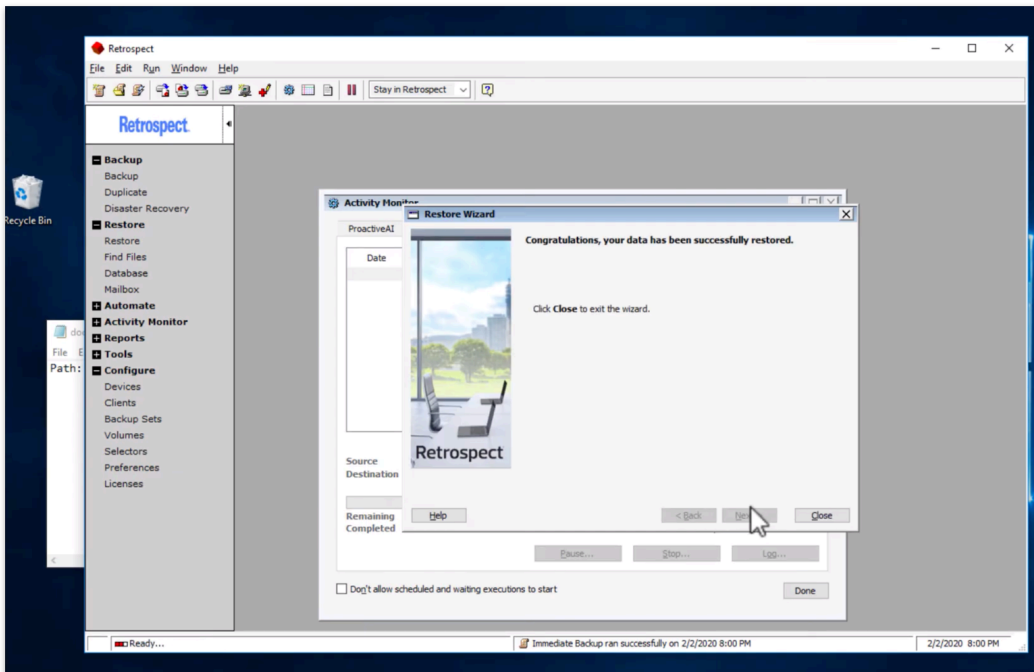 Retrospect
File Edit Run Window Help
Stay in Retrospect
Retrospect
Backup
Backup
Duplicate
Disaster Recovery
Restore
Restore
Find Files
Database
Mailbox
Automate
Activity Monitor
Reports
Tools
Configure
Devices
Clients
Backup Sets
Volumes
Selectors
Preferences
Licenses
Recycle Bin
File
Path:
Activity Monitor
ProactiveAI
Date
Source
Destination
Remaining
Completed
Pause... Stop... Log...
Don't allow scheduled and waiting executions to start
Done
Restore Wizard
Congratulations, your data has been successfully restored.
Click Close to exit the wizard.
Retrospect
Help < Back Close
Ready... Immediate Backup ran successfully on 2/2/2020 8:00 PM 2/2/2020 8:00 PM